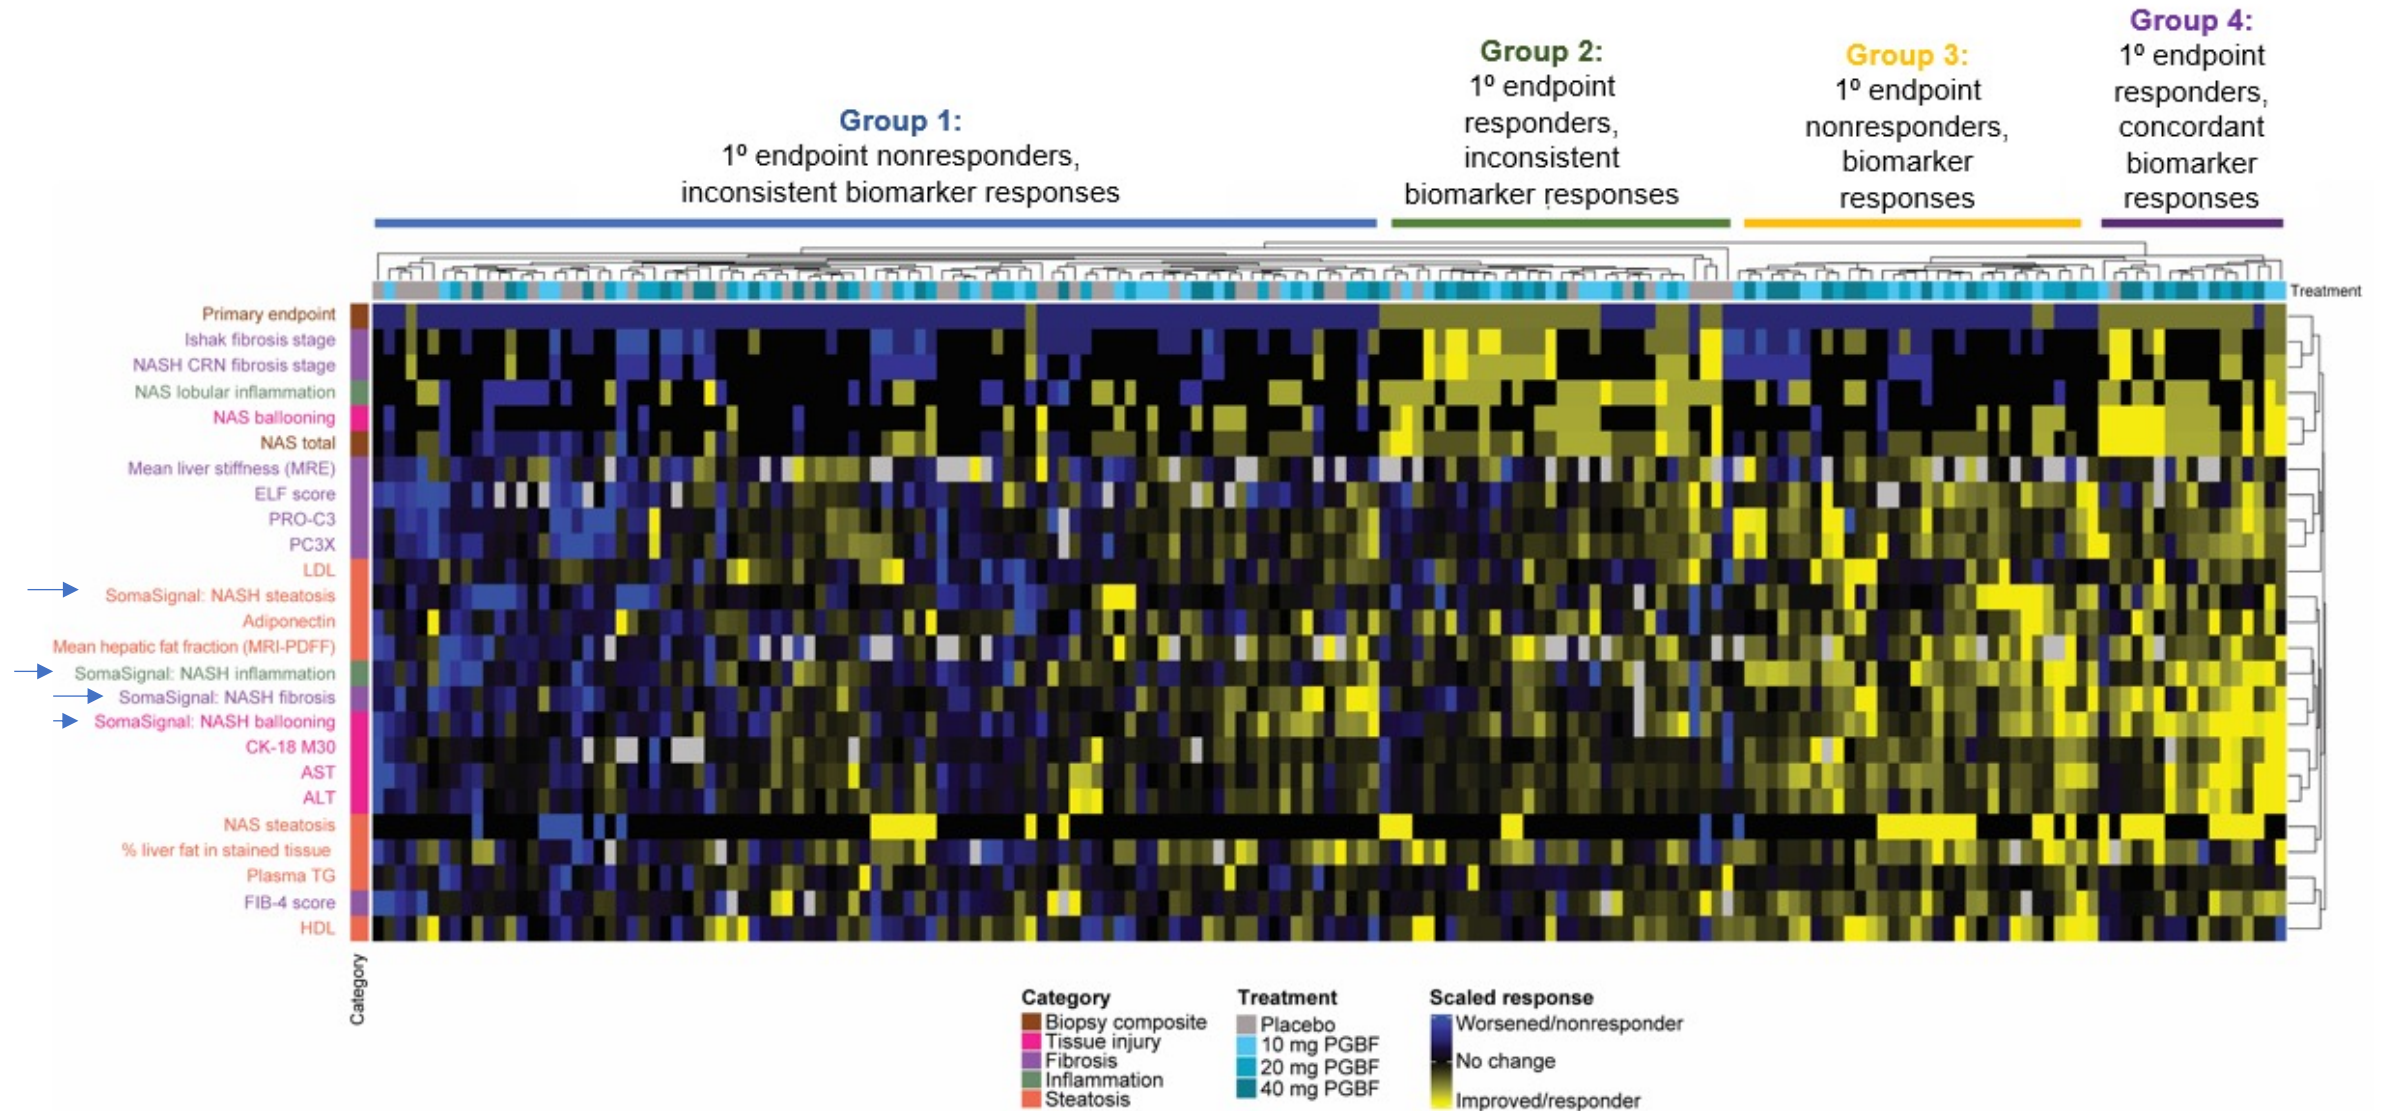 Group 1:
1º endpoint nonresponders,
inconsistent biomarker responses
Group 2:
1º endpoint
responders,
inconsistent
biomarker responses
Group 3:
1º endpoint
nonresponders,
biomarker
responses
Group 4:
1º endpoint
responders,
concordant
biomarker
responses
Treatment
Primary endpoint
Ishak fibrosis stage
NASH CRN fibrosis stage
NAS lobular inflammation
NAS ballooning
NAS total
Mean liver stiffness (MRE)
ELF score
PRO-C3
PC3X
LDL
SomaSignal: NASH steatosis
Adiponectin
Mean hepatic fat fraction (MRI-PDFF)
SomaSignal: NASH inflammation
SomaSignal: NASH fibrosis
SomaSignal: NASH ballooning
CK-18 M30
AST
ALT
NAS steatosis
% liver fat in stained tissue
Plasma TG
FIB-4 score
HDL
Category
Category
Biopsy composite
Tissue injury
Fibrosis
Inflammation
Steatosis
Treatment
Placebo
10 mg PGBF
20 mg PGBF
40 mg PGBF
Scaled response
Worsened/nonresponder
No change
Improved/responder